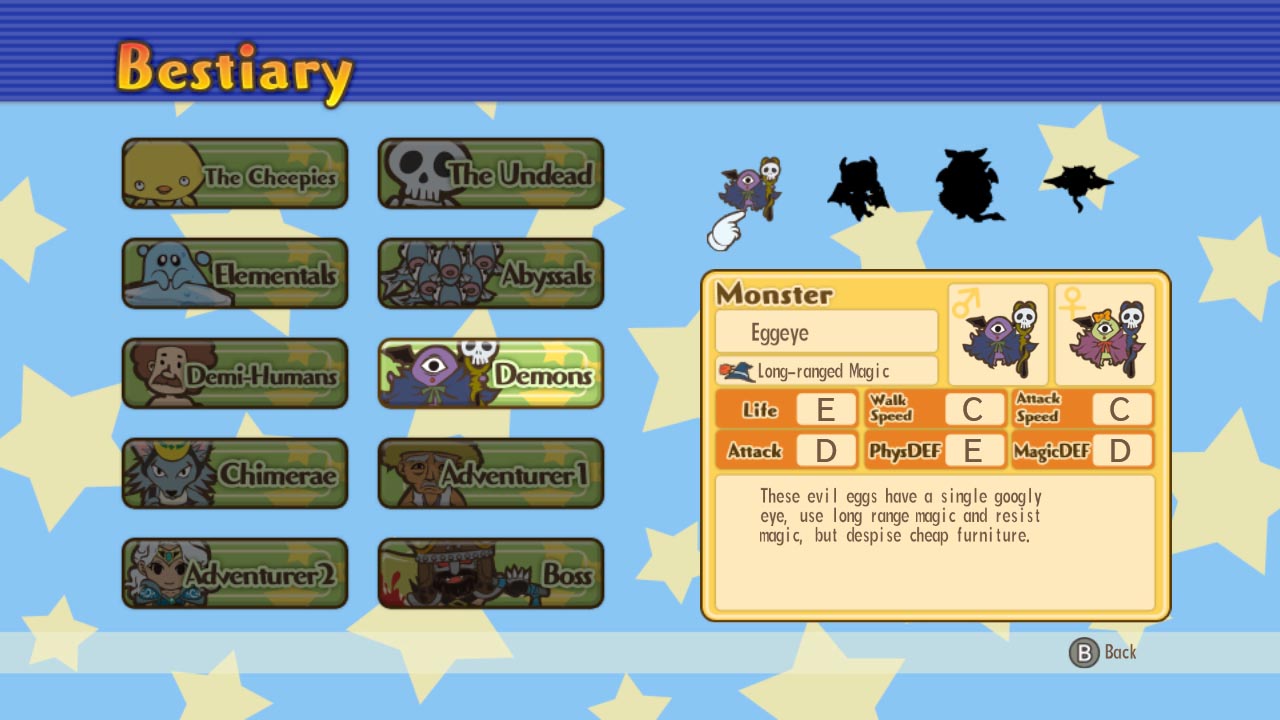 Bestiary
The Cheepies
The Undead
Elementals
Abyssals
Demi-Humans
Demons
Chimerae
Adventurer1
Adventurer2
Boss
Monster
♂
♀
Eggeye
Long-ranged Magic
Life E
Walk Speed C
Attack Speed C
Attack D
PhysDEF E
MagicDEF D
These evil eggs have a single googly
eye, use long range magic and resist
magic, but despise cheap furniture.
B Back